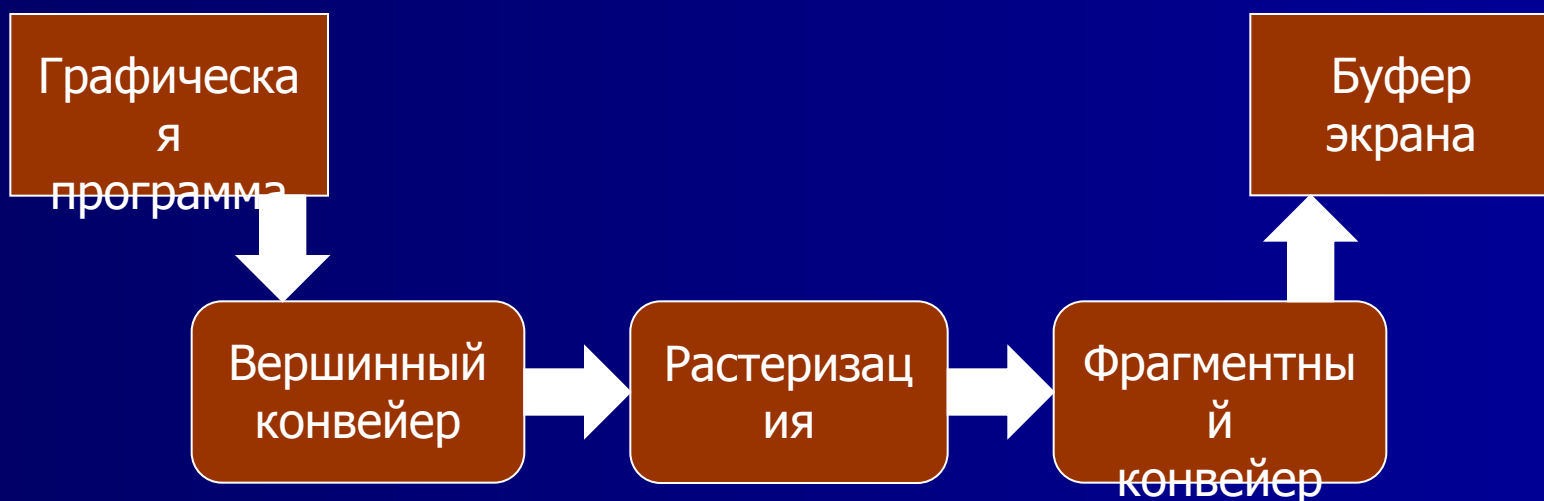 Графическа
я
программа
Буфер
экрана
Вершинный
конвейер
Растеризац
ия
Фрагментны
й
конвейер